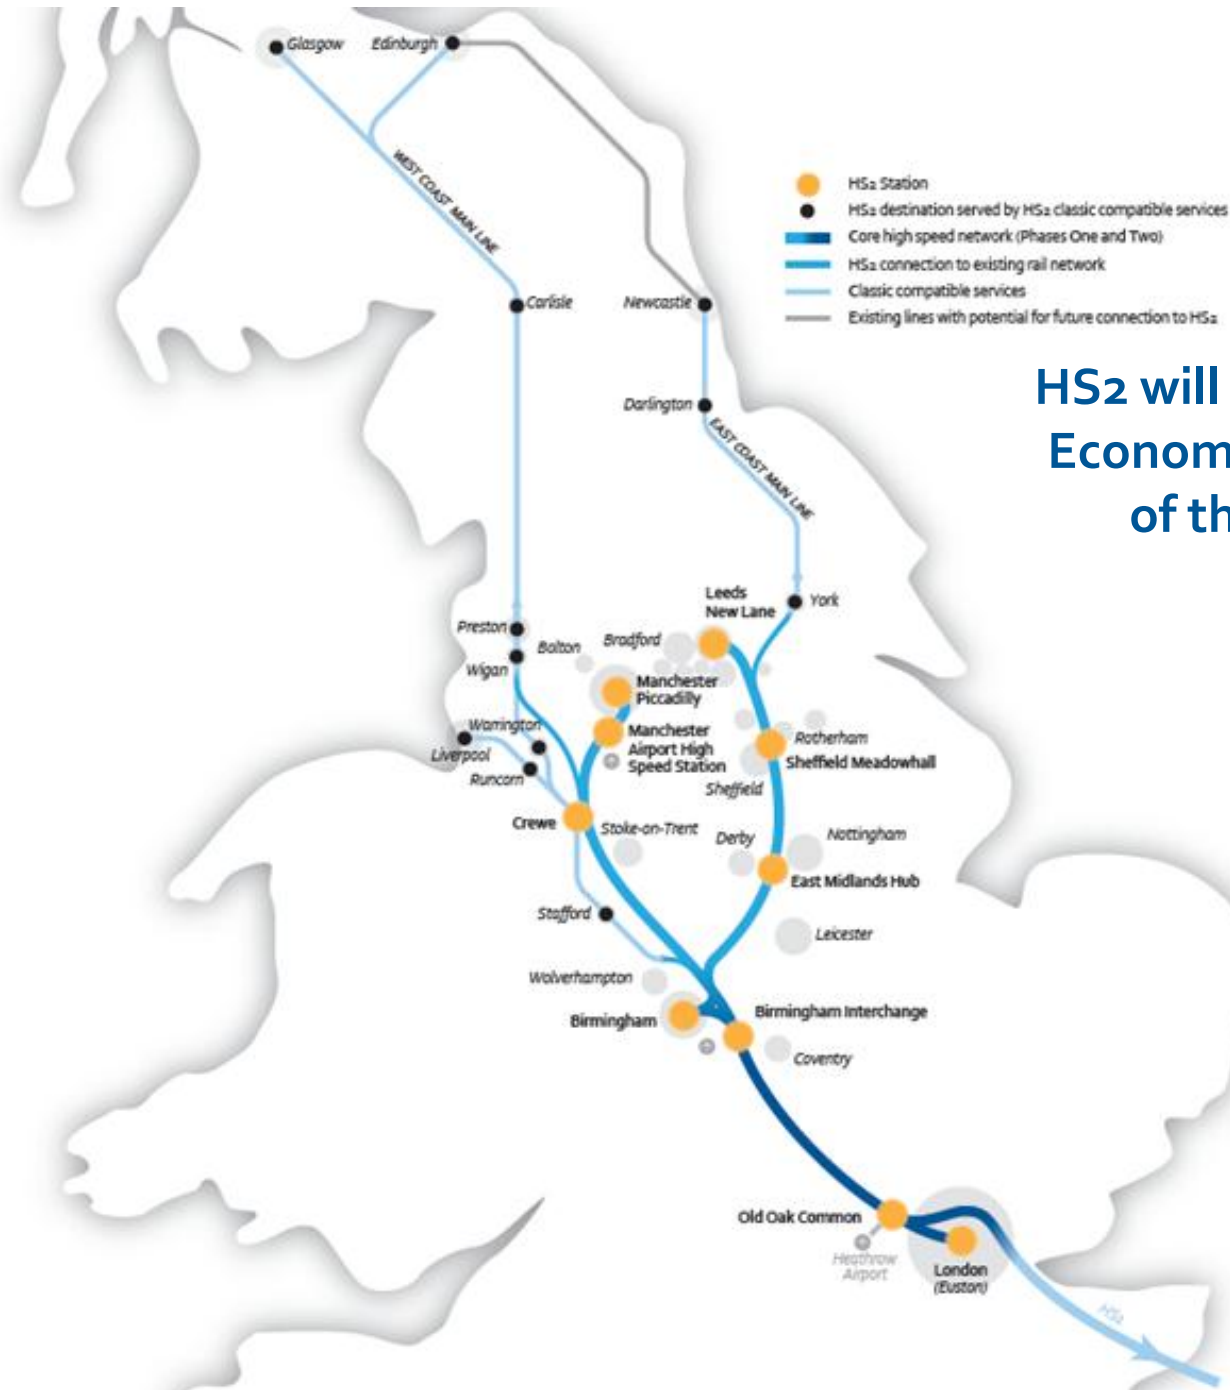 Glasgow
Edinburgh
WEST COAST MAIN LINE
HS2 Station
HS2 destination served by HS2 classic compatible services
Core high speed network (Phases One and Two)
HS2 connection to existing rail network
Classic compatible services
Existing lines with potential for future connection to HS2
Carlisle
Newcastle
HS2 will
Econom
of th
Darlington
EAST COAST MAIN LINE
Leeds
New Lane
York
Preston
Bolton
Bradford
Wigan
Manchester
Piccadilly
Warrington
Liverpool
Runcorn
Manchester
Airport High
Speed Station
Rotherham
Sheffield Meadowhall
Sheffield
Crewe
Stoke-on-Trent
Derby
Nottingham
East Midlands Hub
Stafford
Leicester
Wolverhampton
Birmingham
Birmingham Interchange
Coventry
Old Oak Common
Heathrow
Airport
London
(Euston)